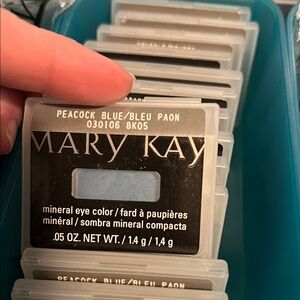 PEACOCK BLUE/BLEU PAON
030106 8K05
MARY KAY
mineral eye color / fard à paupières
minéral / sombra mineral compacta
.05 OZ. NET WT. / 1.4 g / 1,4 g
PEACOCK BLUE/BLEU PAON